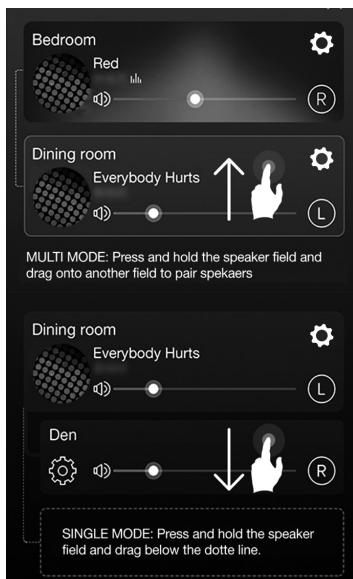 Bedroom
Red
R
Dining room
Everybody Hurts
L
MULTI MODE: Press and hold the speaker field and
drag onto another field to pair spekaers
Dining room
Everybody Hurts
L
Den
R
SINGLE MODE: Press and hold the speaker
field and drag below the dotte line.